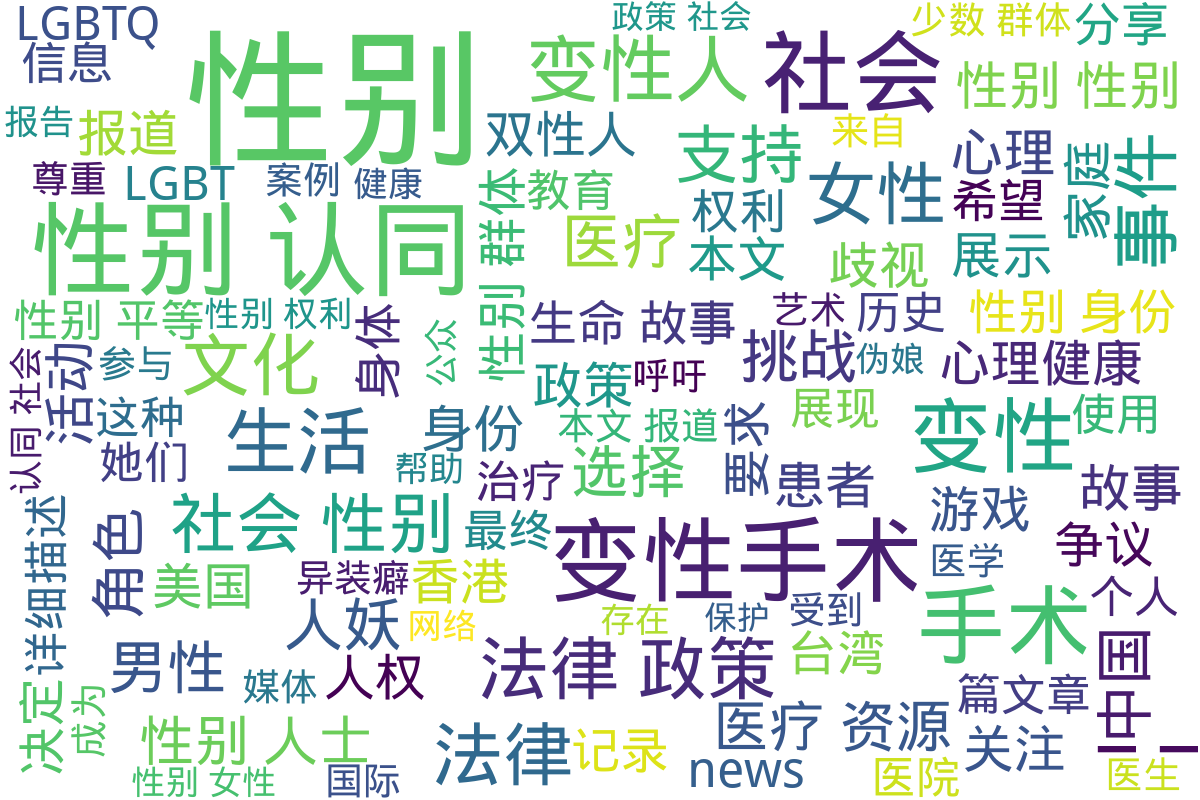 LGBTQ
政策 社会
少数 群体
分享
信息
性别
变性人
社会
性别 性别
报告
报道
双性人
支持
来自
心理
家庭
事件
尊重
LGBT
案例
健康
教育
女性
希望
权利
医疗
本文
展示
性别 认同
性别 群体
歧视
性别 平等
性别 权利
身体
公众
生命 故事
艺术
历史
性别 身份
认同 社会
活动
参与
文化
政策
呼吁
挑战
伪娘
心理健康
这种
生活
身份
本文 报道
要求
展现
变性
使用
她们
帮助
治疗
选择
患者
故事
详细描述
角色
社会 性别
最终
变性手术
游戏
争议
医学
美国
异装癖
香港
手术
个人
人妖
网络
存在
保护
受到
台湾
中国
男性
媒体
人权
法律 政策
篇文章
一
决定
成为
性别 人士
法律
记录
医疗 资源
关注
news
性别 女性
国际
医院
医生